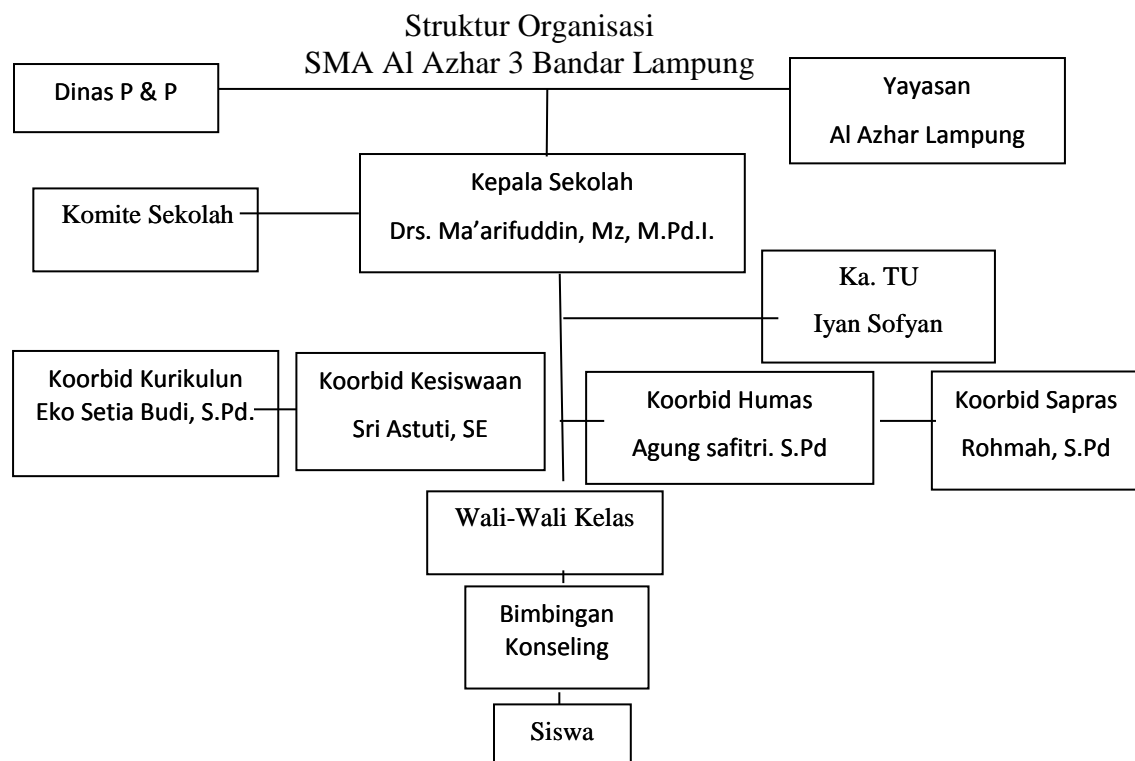 Struktur Organisasi
SMA Al Azhar 3 Bandar Lampung
Dinas P & P
Yayasan
Al Azhar Lampung
Kepala Sekolah
Drs. Ma’arifuddin, Mz, M.Pd.I.
Komite Sekolah
Ka. TU
Iyan Sofyan
Koorbid Kurikulun
Eko Setia Budi, S.Pd.
Koorbid Kesiswaan
Sri Astuti, SE
Koorbid Humas
Agung safitri. S.Pd
Koorbid Sapras
Rohmah, S.Pd
Wali-Wali Kelas
Bimbingan
Konseling
Siswa